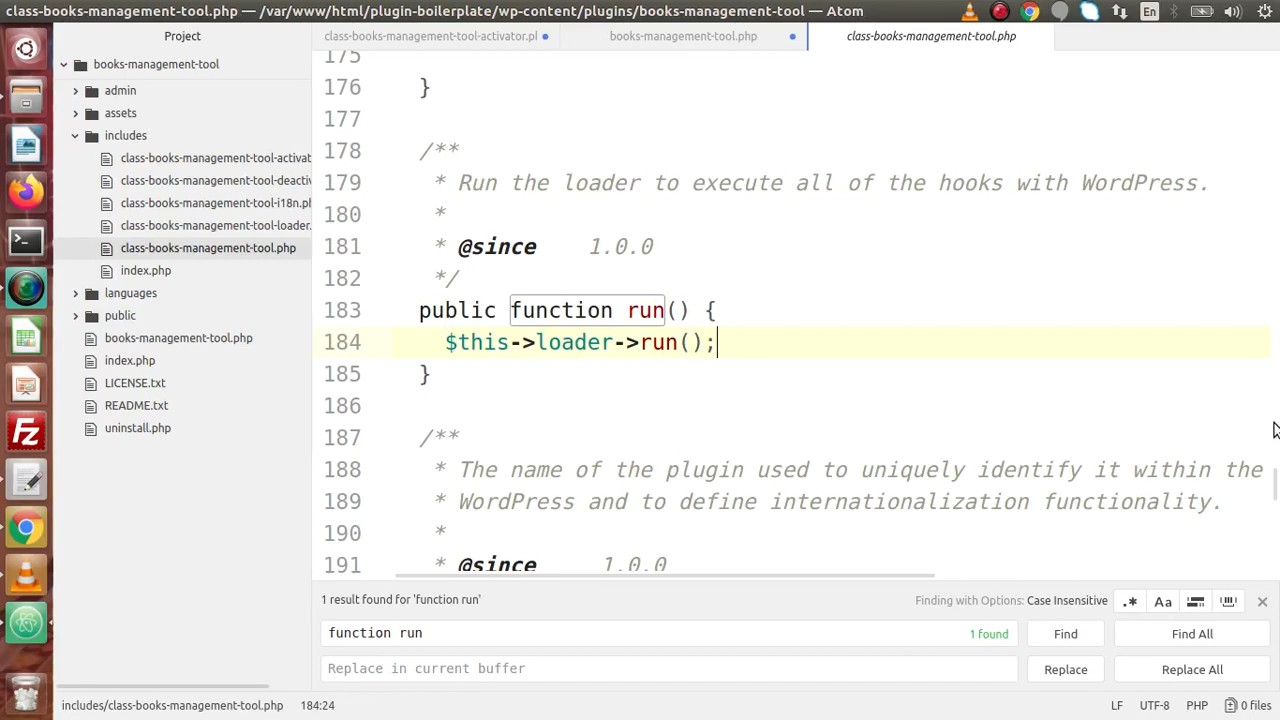 class-books-management-tool.php — /var/www/html/plugin-boilerplate/wp-content/plugins/books-management-tool — Atom
En
Project
class-books-management-tool-activator.pl
books-management-tool.php
class-books-management-tool.php
books-management-tool
admin
assets
includes
class-books-management-tool-activat
class-books-management-tool-deactiv
class-books-management-tool-i18n.ph
class-books-management-tool-loader.
class-books-management-tool.php
index.php
languages
public
books-management-tool.php
index.php
LICENSE.txt
README.txt
uninstall.php
175
176 }
177
178 /**
179 * Run the loader to execute all of the hooks with WordPress.
180 *
181 * @since 1.0.0
182 */
183 public function run() {
184 $this->loader->run();
185 }
186
187 /**
188 * The name of the plugin used to uniquely identify it within the
189 * WordPress and to define internationalization functionality.
190 *
191 * @since 1.0.0
1 result found for 'function run'
Finding with Options: Case Insensitive
.* Aa
function run
1 found
Find
Find All
Replace in current buffer
Replace
Replace All
includes/class-books-management-tool.php 184:24
LF UTF-8 PHP 0 files